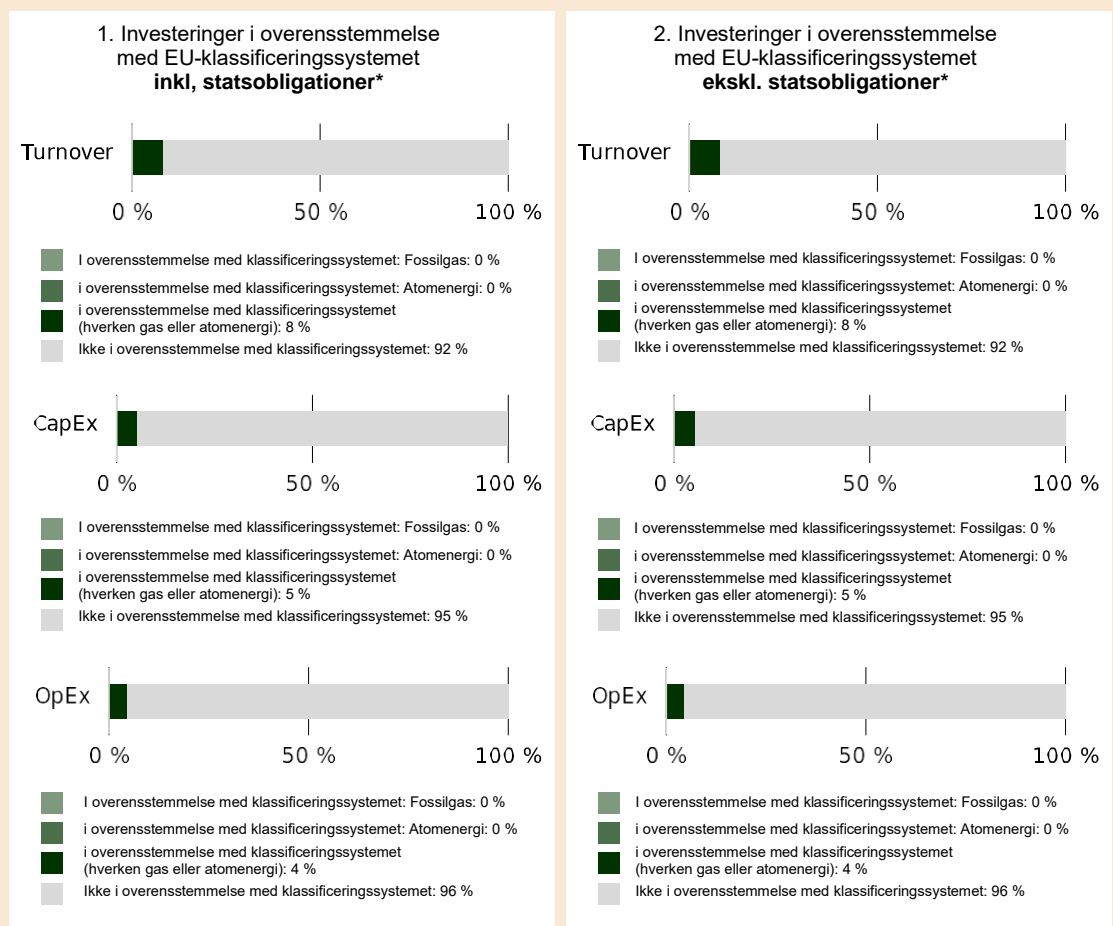 1. Investeringer i overensstemmelse
med EU-klassificeringssystemet
inkl, statsobligationer*
Turnover
0 % 50 % 100 %
I overensstemmelse med klassificeringssystemet: Fossilgas: 0 %
i overensstemmelse med klassificeringssystemet: Atomenergi: 0 %
i overensstemmelse med klassificeringssystemet
(hverken gas eller atomenergi): 8 %
Ikke i overensstemmelse med klassificeringssystemet: 92 %
CapEx
0 % 50 % 100 %
I overensstemmelse med klassificeringssystemet: Fossilgas: 0 %
i overensstemmelse med klassificeringssystemet: Atomenergi: 0 %
i overensstemmelse med klassificeringssystemet
(hverken gas eller atomenergi): 5 %
Ikke i overensstemmelse med klassificeringssystemet: 95 %
OpEx
0 % 50 % 100 %
I overensstemmelse med klassificeringssystemet: Fossilgas: 0 %
i overensstemmelse med klassificeringssystemet: Atomenergi: 0 %
i overensstemmelse med klassificeringssystemet
(hverken gas eller atomenergi): 4 %
Ikke i overensstemmelse med klassificeringssystemet: 96 %
2. Investeringer i overensstemmelse
med EU-klassificeringssystemet
ekskl. statsobligationer*
Turnover
0 % 50 % 100 %
I overensstemmelse med klassificeringssystemet: Fossilgas: 0 %
i overensstemmelse med klassificeringssystemet: Atomenergi: 0 %
i overensstemmelse med klassificeringssystemet
(hverken gas eller atomenergi): 8 %
Ikke i overensstemmelse med klassificeringssystemet: 92 %
CapEx
0 % 50 % 100 %
I overensstemmelse med klassificeringssystemet: Fossilgas: 0 %
i overensstemmelse med klassificeringssystemet: Atomenergi: 0 %
i overensstemmelse med klassificeringssystemet
(hverken gas eller atomenergi): 5 %
Ikke i overensstemmelse med klassificeringssystemet: 95 %
OpEx
0 % 50 % 100 %
I overensstemmelse med klassificeringssystemet: Fossilgas: 0 %
i overensstemmelse med klassificeringssystemet: Atomenergi: 0 %
i overensstemmelse med klassificeringssystemet
(hverken gas eller atomenergi): 4 %
Ikke i overensstemmelse med klassificeringssystemet: 96 %